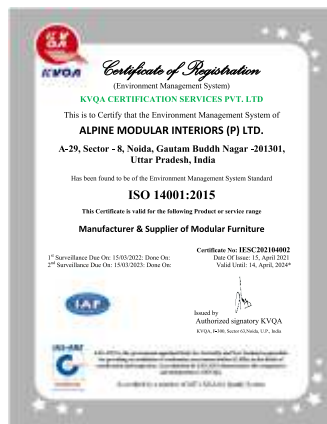 KVQA
Certificate of Registration
(Environment Management System)
KVQA CERTIFICATION SERVICES PVT. LTD
This is to Certify that the Environment Management System of
ALPINE MODULAR INTERIORS (P) LTD.
A-29, Sector - 8, Noida, Gautam Buddh Nagar -201301,
Uttar Pradesh, India
Has been found to be of the Environment Management System Standard
ISO 14001:2015
This Certificate is valid for the following Product or service range
Manufacturer & Supplier of Modular Furniture
Certificate No: IESC202104002
1st Surveillance Due On: 15/03/2022: Done On: Date Of Issue: 15, April 2021
2nd Surveillance Due On: 15/03/2023: Done On: Valid Until: 14, April, 2024*
IAF
Issued by
Authorized signatory KVQA
KVQA, Sector 63,Noida, U.P., India